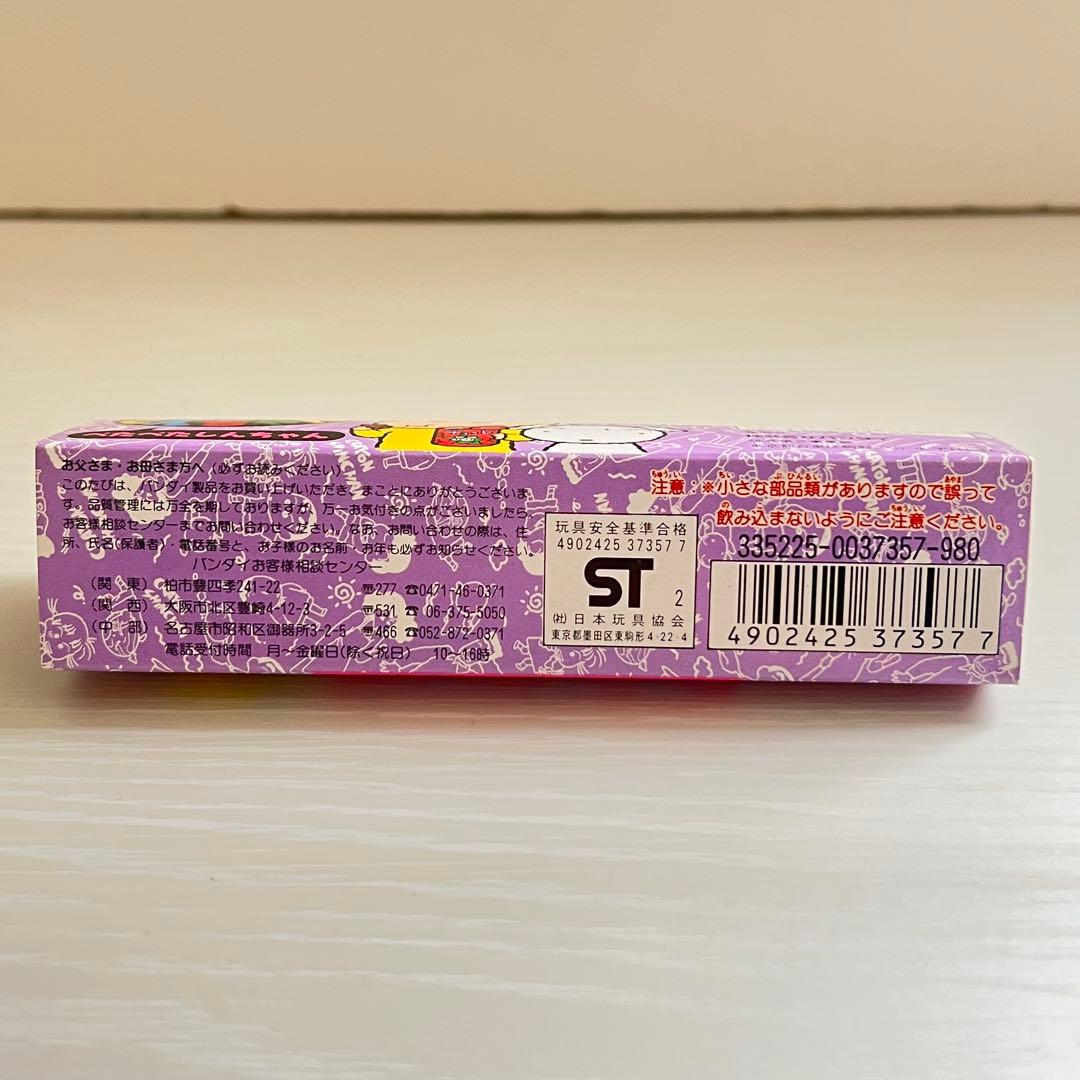 ぺたぺたしんちゃん
お父さま・お母さま方へ(必ずお読みください)
このたびは、バンダイ製品をお買い上げいただき、まことにありがとうございま
す。品質管理には万全を期しておりますが、万一お気付きの点がございましたら、
お客様相談センターまでお問い合わせください。なお、お問い合わせの際は、住
所、氏名(保護者)・電話番号と、お子様のお名前・お年も必ずお知らせください。
バンダイお客様相談センター
(関 東) 柏市豊四季241-22 〠277 ☎0471-46-0371
(関 西) 大阪市北区豊崎4-12-3 〠531 ☎06-375-5050
(中 部) 名古屋市昭和区御器所3-2-5 〠466 ☎052-872-0371
電話受付時間 月〜金曜日(除く祝日) 10〜16時
玩具安全基準合格
4902425 37357 7
ST 2
(社)日本玩具協会
東京都墨田区東駒形4-22-4
注意:※小さな部品類がありますので誤って
飲み込まないようにご注意ください。
335225-0037357-980
4902425 37357 7